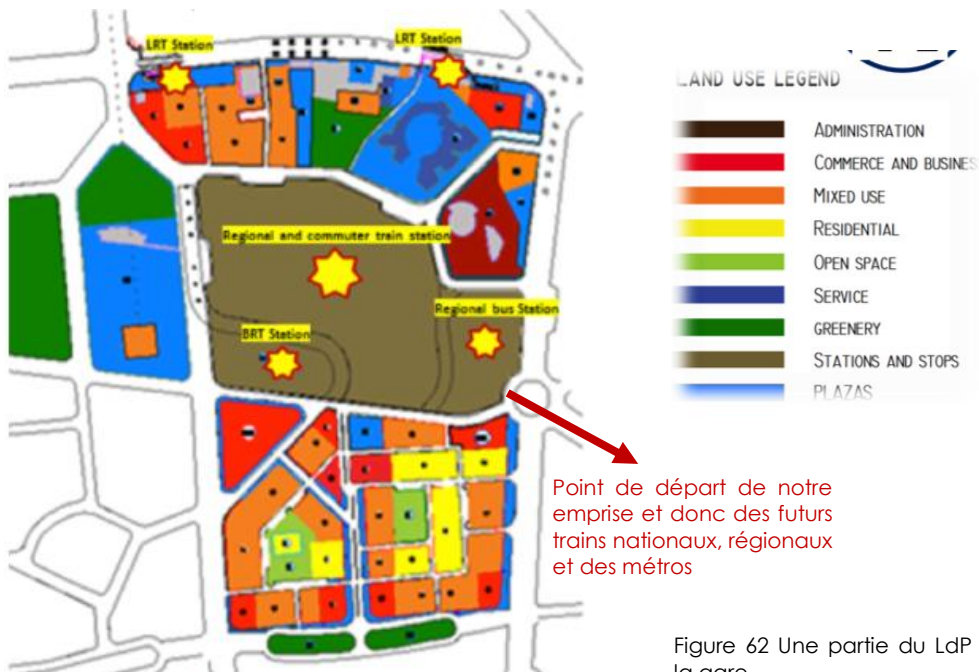 LRT Station
LRT Station
Regional and commuter train station
Regional bus Station
BRT Station
LAND USE LEGEND
ADMINISTRATION
COMMERCE AND BUSINES
MIXED USE
RESIDENTIAL
OPEN SPACE
SERVICE
GREENERY
STATIONS AND STOPS
PLAZAS
Point de départ de notre
emprise et donc des futurs
trains nationaux, régionaux
et des métros
Figure 62 Une partie du LdP
la gare